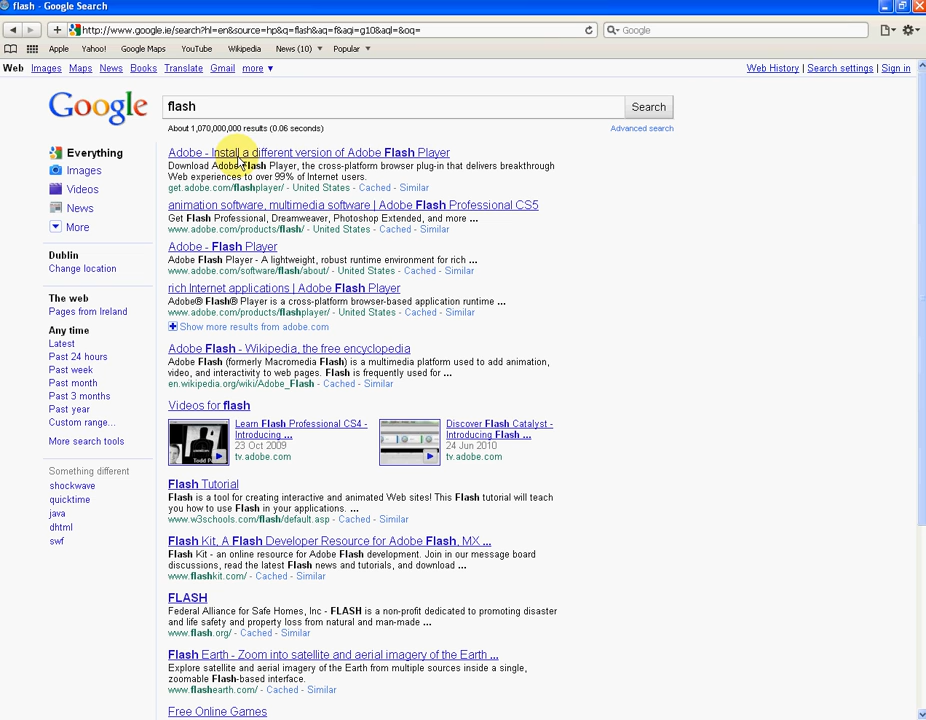 flash - Google Search
http://www.google.ie/search?hl=en&source=hp&q=flash&aq=f&aqi=g10&aql=&oq=
Google
Apple Yahoo! Google Maps YouTube Wikipedia News (10) Popular
Web Images Maps News Books Translate Gmail more
Web History | Search settings | Sign in
Google
flash
Search
About 1,070,000,000 results (0.06 seconds)
Advanced search
Everything
Images
Videos
News
More
Dublin
Change location
The web
Pages from Ireland
Any time
Latest
Past 24 hours
Past week
Past month
Past 3 months
Past year
Custom range...
More search tools
Something different
shockwave
quicktime
java
dhtml
swf
Adobe - Install a different version of Adobe Flash Player
Download Adobe Flash Player, the cross-platform browser plug-in that delivers breakthrough
Web experiences to over 99% of Internet users.
get.adobe.com/flashplayer/ - United States - Cached - Similar
animation software, multimedia software | Adobe Flash Professional CS5
Get Flash Professional, Dreamweaver, Photoshop Extended, and more ...
www.adobe.com/products/flash/ - United States - Cached - Similar
Adobe - Flash Player
Adobe Flash Player - A lightweight, robust runtime environment for rich ...
www.adobe.com/software/flash/about/ - United States - Cached - Similar
rich Internet applications | Adobe Flash Player
Adobe® Flash® Player is a cross-platform browser-based application runtime ...
www.adobe.com/products/flashplayer/ - United States - Cached - Similar
Show more results from adobe.com
Adobe Flash - Wikipedia, the free encyclopedia
Adobe Flash (formerly Macromedia Flash) is a multimedia platform used to add animation,
video, and interactivity to web pages. Flash is frequently used for ...
en.wikipedia.org/wiki/Adobe_Flash - Cached - Similar
Videos for flash
Learn Flash Professional CS4 -
Introducing ...
23 Oct 2009
tv.adobe.com
Discover Flash Catalyst -
Introducing Flash ...
24 Jun 2010
tv.adobe.com
Flash Tutorial
Flash is a tool for creating interactive and animated Web sites! This Flash tutorial will teach
you how to use Flash in your applications. ...
www.w3schools.com/flash/default.asp - Cached - Similar
Flash Kit, A Flash Developer Resource for Adobe Flash, MX ...
Flash Kit - an online resource for Adobe Flash development. Join in our message board
discussions, read the latest Flash news and tutorials, and download ...
www.flashkit.com/ - Cached - Similar
FLASH
Federal Alliance for Safe Homes, Inc - FLASH is a non-profit dedicated to promoting disaster
and life safety and property loss from natural and man-made ...
www.flash.org/ - Cached - Similar
Flash Earth - Zoom into satellite and aerial imagery of the Earth ...
Explore satellite and aerial imagery of the Earth from multiple sources inside a single,
zoomable Flash-based interface.
www.flashearth.com/ - Cached - Similar
Free Online Games